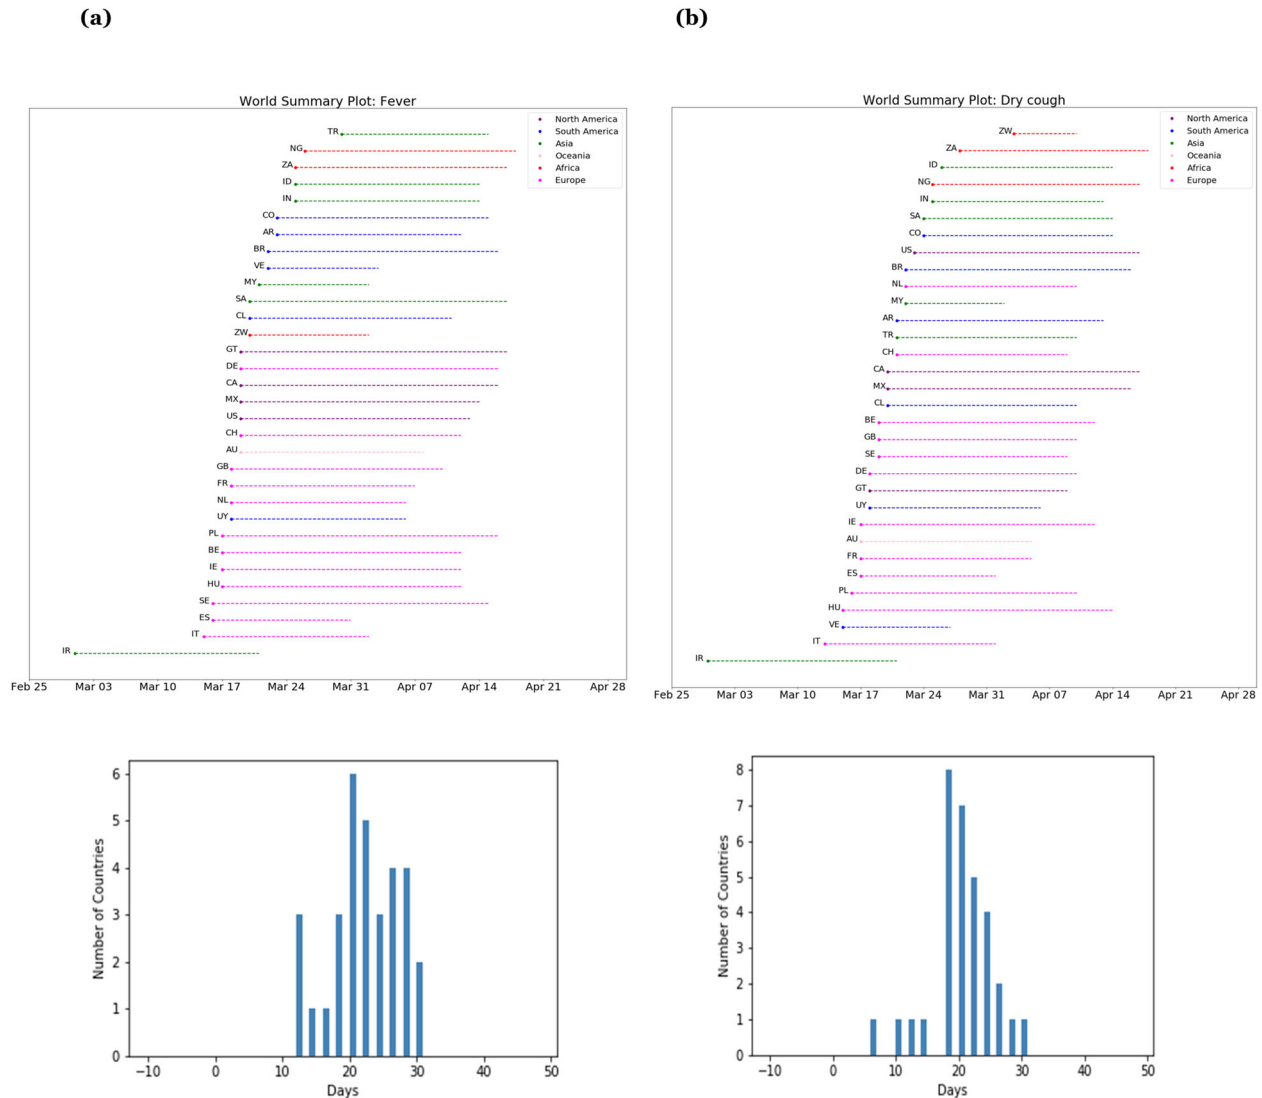 (a)
World Summary Plot: Fever
North America
South America
Asia
Oceania
Africa
Europe
TR
NG
ZA
ID
IN
CO
AR
BR
VE
MY
SA
CL
ZW
GT
DE
CA
MX
US
CH
AU
GB
FR
NL
UY
PL
BE
IE
HU
SE
ES
IT
IR
Feb 25 Mar 03 Mar 10 Mar 17 Mar 24 Mar 31 Apr 07 Apr 14 Apr 21 Apr 28
(b)
World Summary Plot: Dry cough
North America
South America
Asia
Oceania
Africa
Europe
ZW
ZA
ID
NG
IN
SA
CO
US
BR
NL
MY
AR
TR
CH
CA
MX
CL
BE
GB
SE
DE
GT
UY
IE
AU
FR
ES
PL
HU
VE
IT
IR
Feb 25 Mar 03 Mar 10 Mar 17 Mar 24 Mar 31 Apr 07 Apr 14 Apr 21 Apr 28
Number of Countries
6
5
4
3
2
1
0
−10 0 10 20 30 40 50
Days
Number of Countries
8
7
6
5
4
3
2
1
0
−10 0 10 20 30 40 50
Days